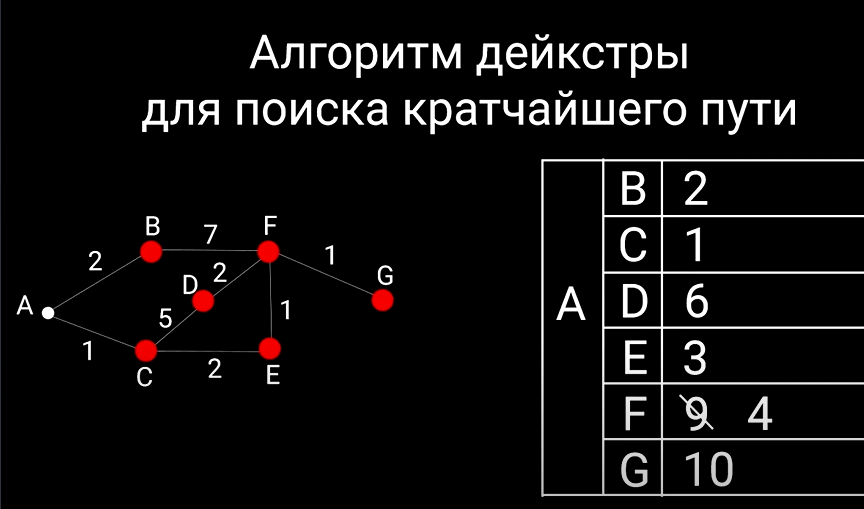 Алгоритм дейкстры
для поиска кратчайшего пути
B
F
7
2
1
D
2
G
A
5
1
1
C
2
E
A
B 2
C 1
D 6
E 3
F 9 4
G 10